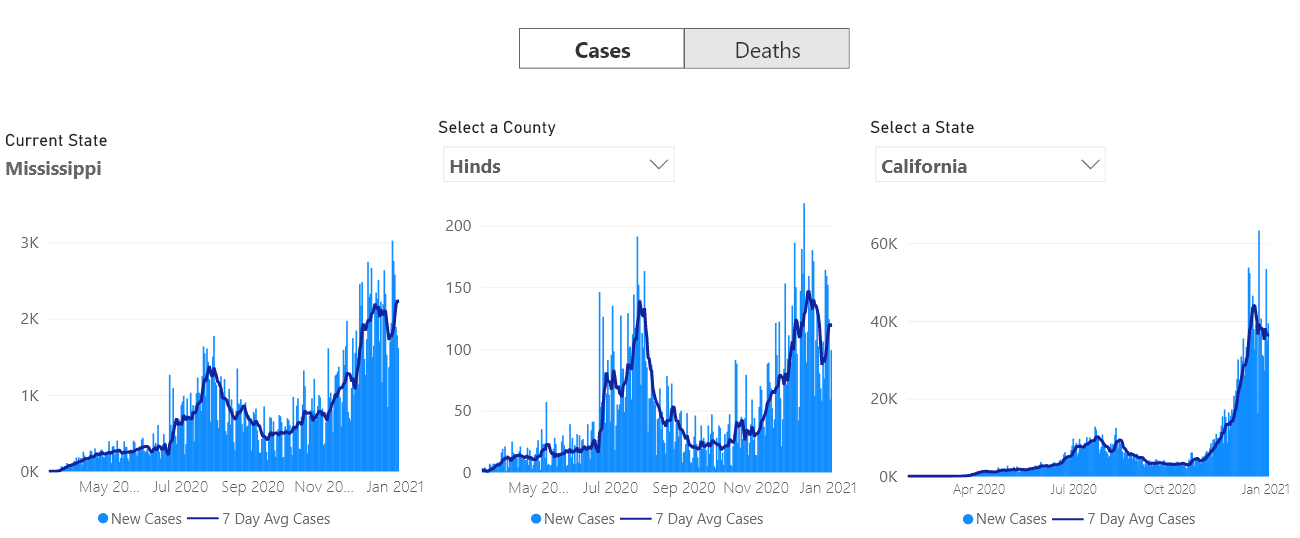 Cases Deaths
Current State
Mississippi
Select a County
Hinds
Select a State
California
3K
2K
1K
0K
May 20... Jul 2020 Sep 2020 Nov 20... Jan 2021
New Cases 7 Day Avg Cases
200
150
100
50
0
May 20... Jul 2020 Sep 2020 Nov 2020 Jan 2021
New Cases 7 Day Avg Cases
60K
40K
20K
0K
Apr 2020 Jul 2020 Oct 2020 Jan 2021
New Cases 7 Day Avg Cases